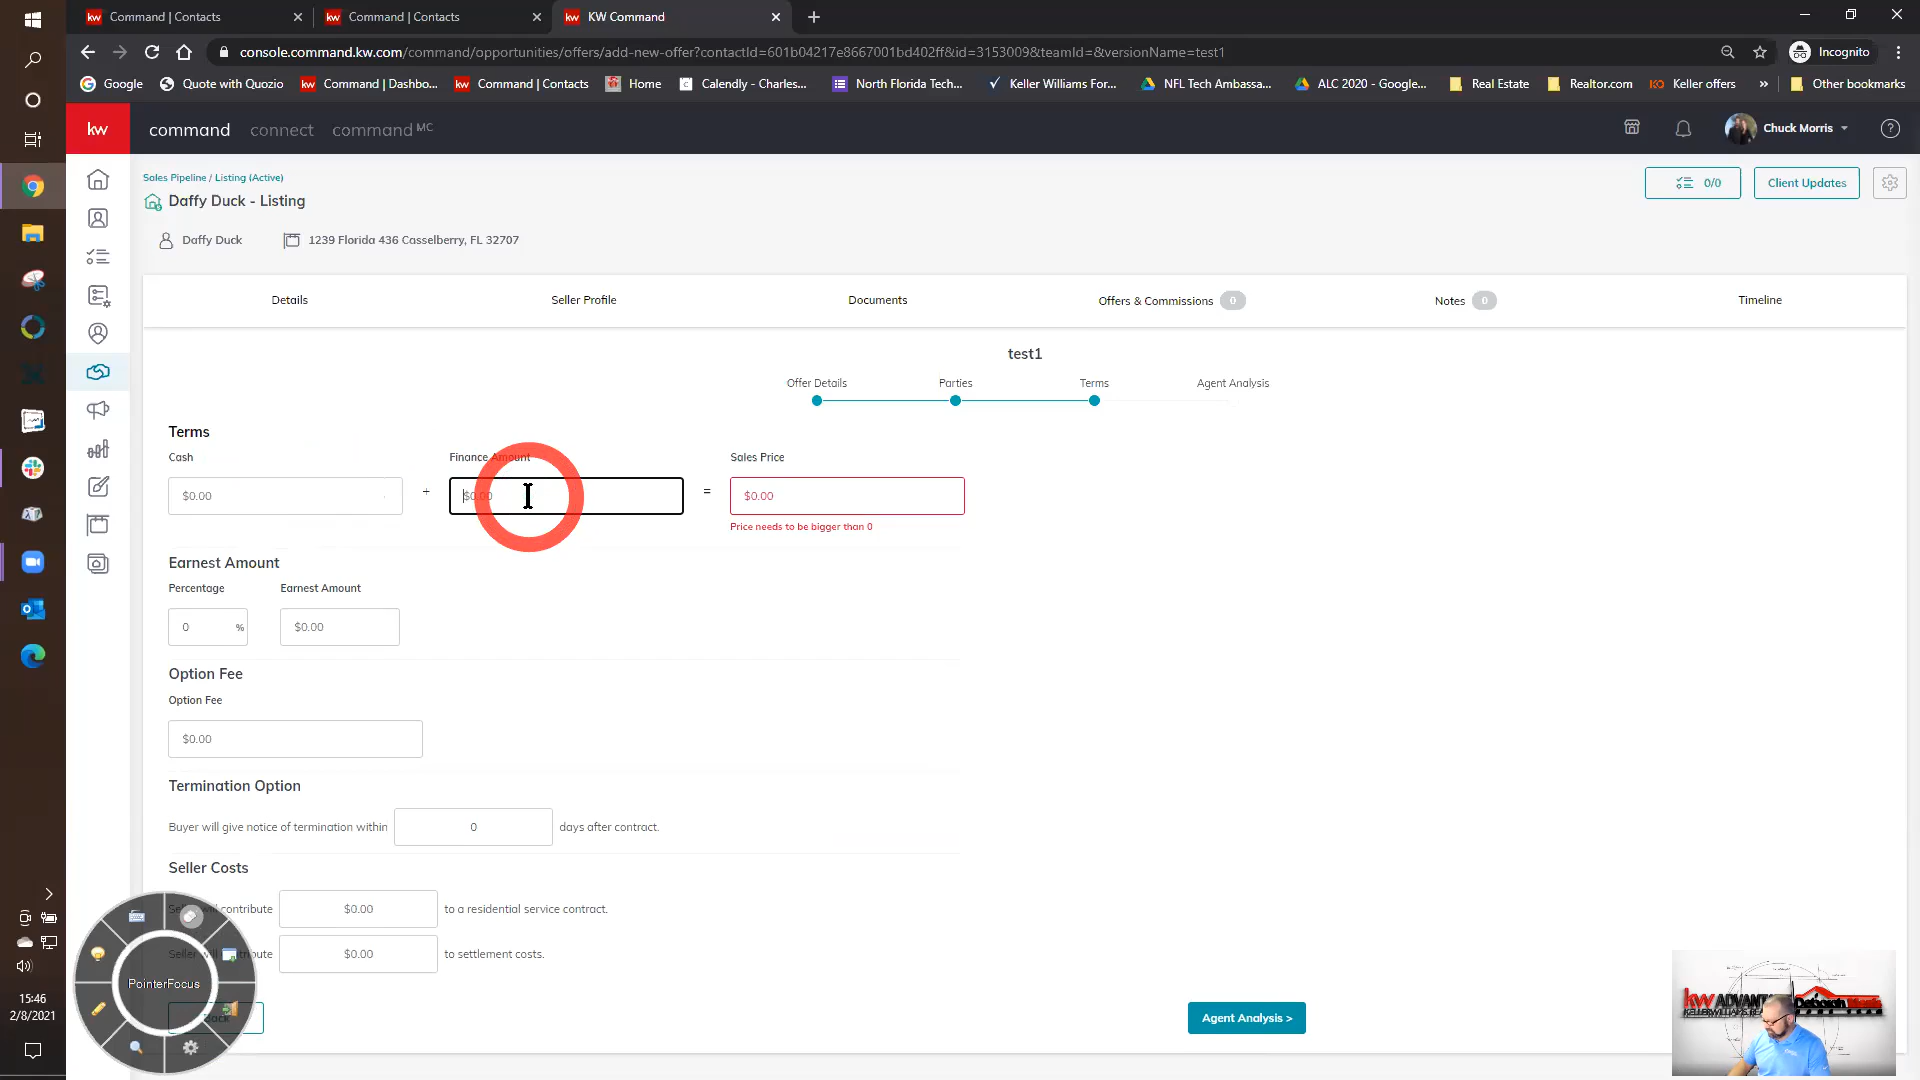 Command | Contacts
Command | Contacts
KW Command
console.command.kw.com/command/opportunities/offers/add-new-offer?contactId=601b04217e8667001bd402ff&id=3153009&teamId=&versionName=test1
Incognito
Google
Quote with Quozio
Command | Dashbo...
Command | Contacts
Home
Calendly - Charles...
North Florida Tech...
Keller Williams For...
NFL Tech Ambassa...
ALC 2020 - Google...
Real Estate
Realtor.com
Keller offers
»
Other bookmarks
kw
command
connect
command MC
Chuck Morris
Sales Pipeline / Listing (Active)
0/0
Client Updates
Daffy Duck - Listing
Daffy Duck
1239 Florida 436 Casselberry, FL 32707
Details
Seller Profile
Documents
Offers & Commissions 0
Notes 0
Timeline
test1
Offer Details
Parties
Terms
Agent Analysis
Terms
Cash
Finance Amount
Sales Price
$0.00
+
$0.00
=
$0.00
Price needs to be bigger than 0
Earnest Amount
Percentage
Earnest Amount
0 %
$0.00
Option Fee
Option Fee
$0.00
Termination Option
Buyer will give notice of termination within 0 days after contract.
Seller Costs
Seller will contribute $0.00 to a residential service contract.
Seller will contribute $0.00 to settlement costs.
PointerFocus
Back
Agent Analysis >
15:46
2/8/2021